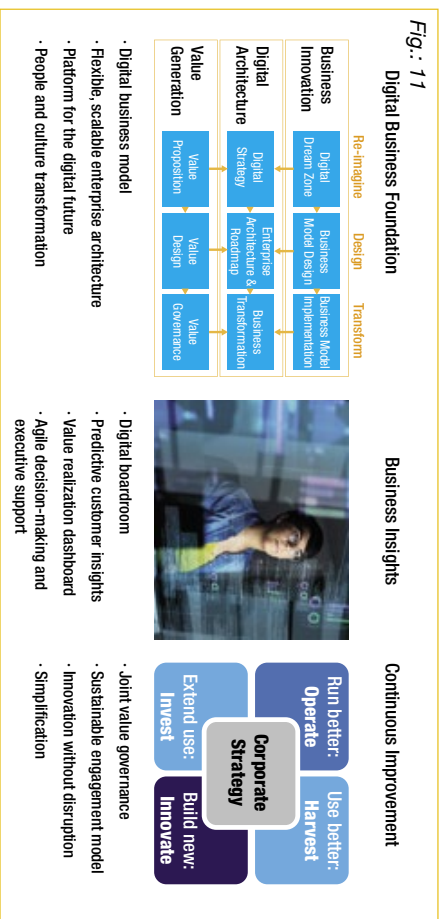 Fig.: 11
Digital Business Foundation
Re-imagine
Design
Transform
Business
Innovation
Digital
Dream Zone
Business
Model Design
Business Model
Implementation
Digital
Architecture
Digital
Strategy
Enterprise
Architecture &
Roadmap
Business
Transformation
Value
Generation
Value
Proposition
Value
Design
Value
Governance
· Digital business model
· Flexible, scalable enterprise architecture
· Platform for the digital future
· People and culture transformation
Business Insights
· Digital boardroom
· Predictive customer insights
· Value realization dashboard
· Agile decision-making and
executive support
Continuous Improvement
Run better:
Operate
Use better:
Harvest
Corporate
Strategy
Extend use:
Invest
Build new:
Innovate
· Joint value governance
· Sustainable engagement model
· Innovation without disruption
· Simplification